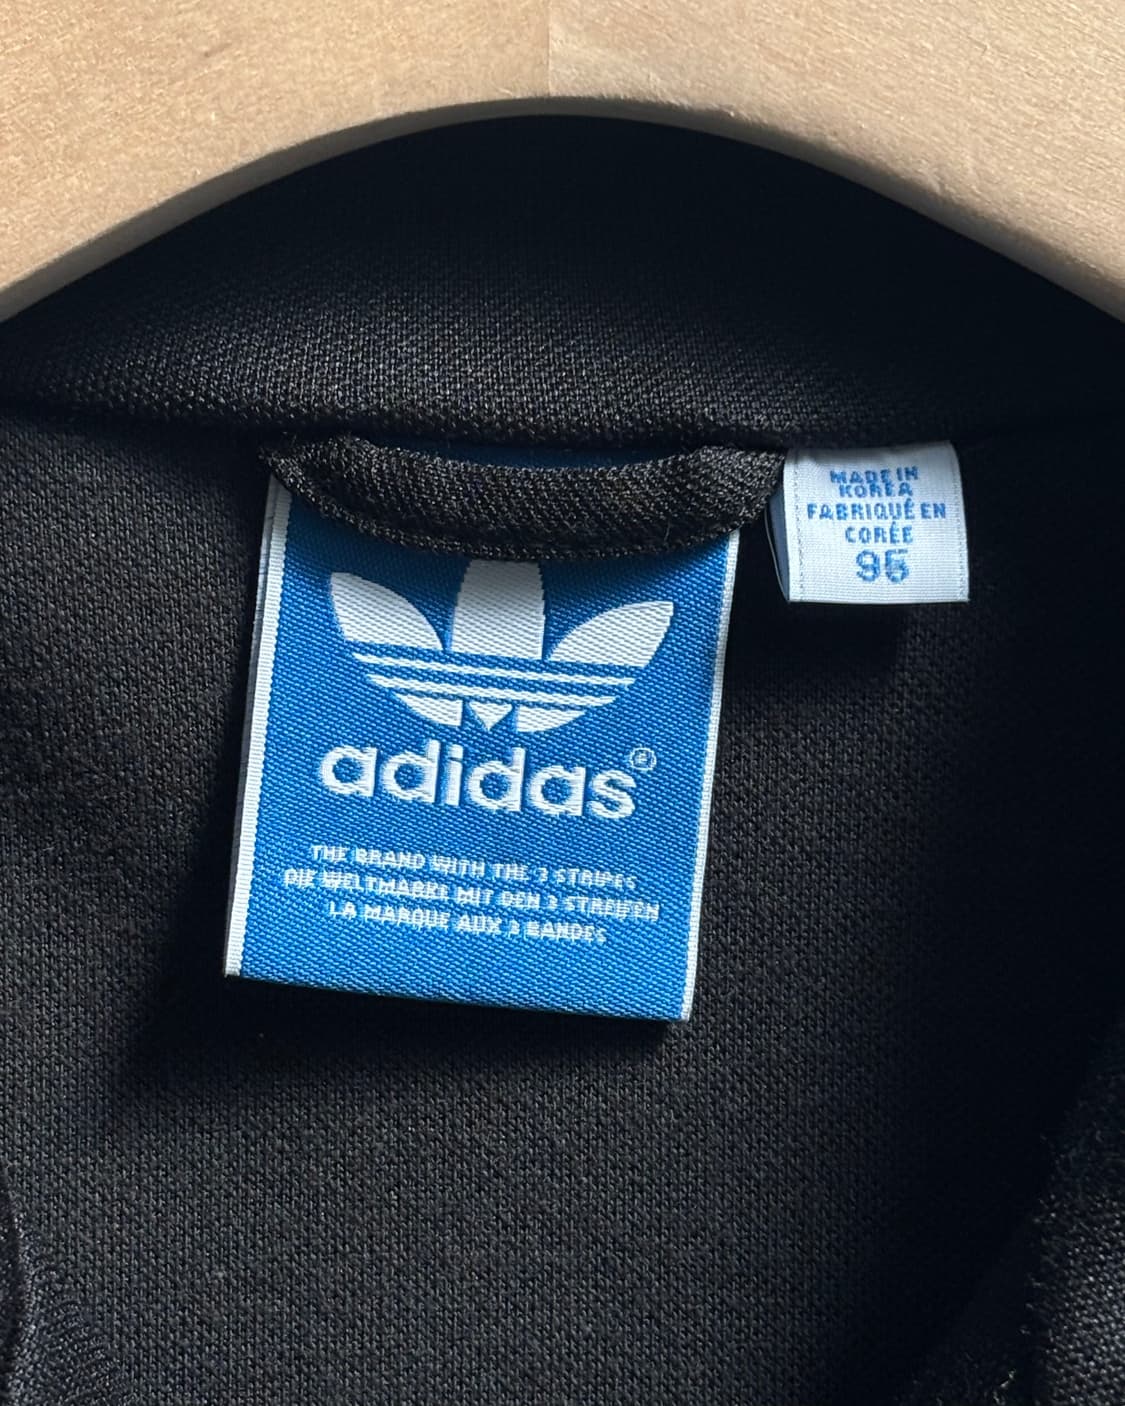 adidas®
THE BRAND WITH THE 3 STRIPES
DIE WELTMARKE MIT DEN 3 STREIFEN
LA MARQUE AUX 3 BANDES
MADE IN
KOREA
FABRIQUÉ EN
CORÉE
95